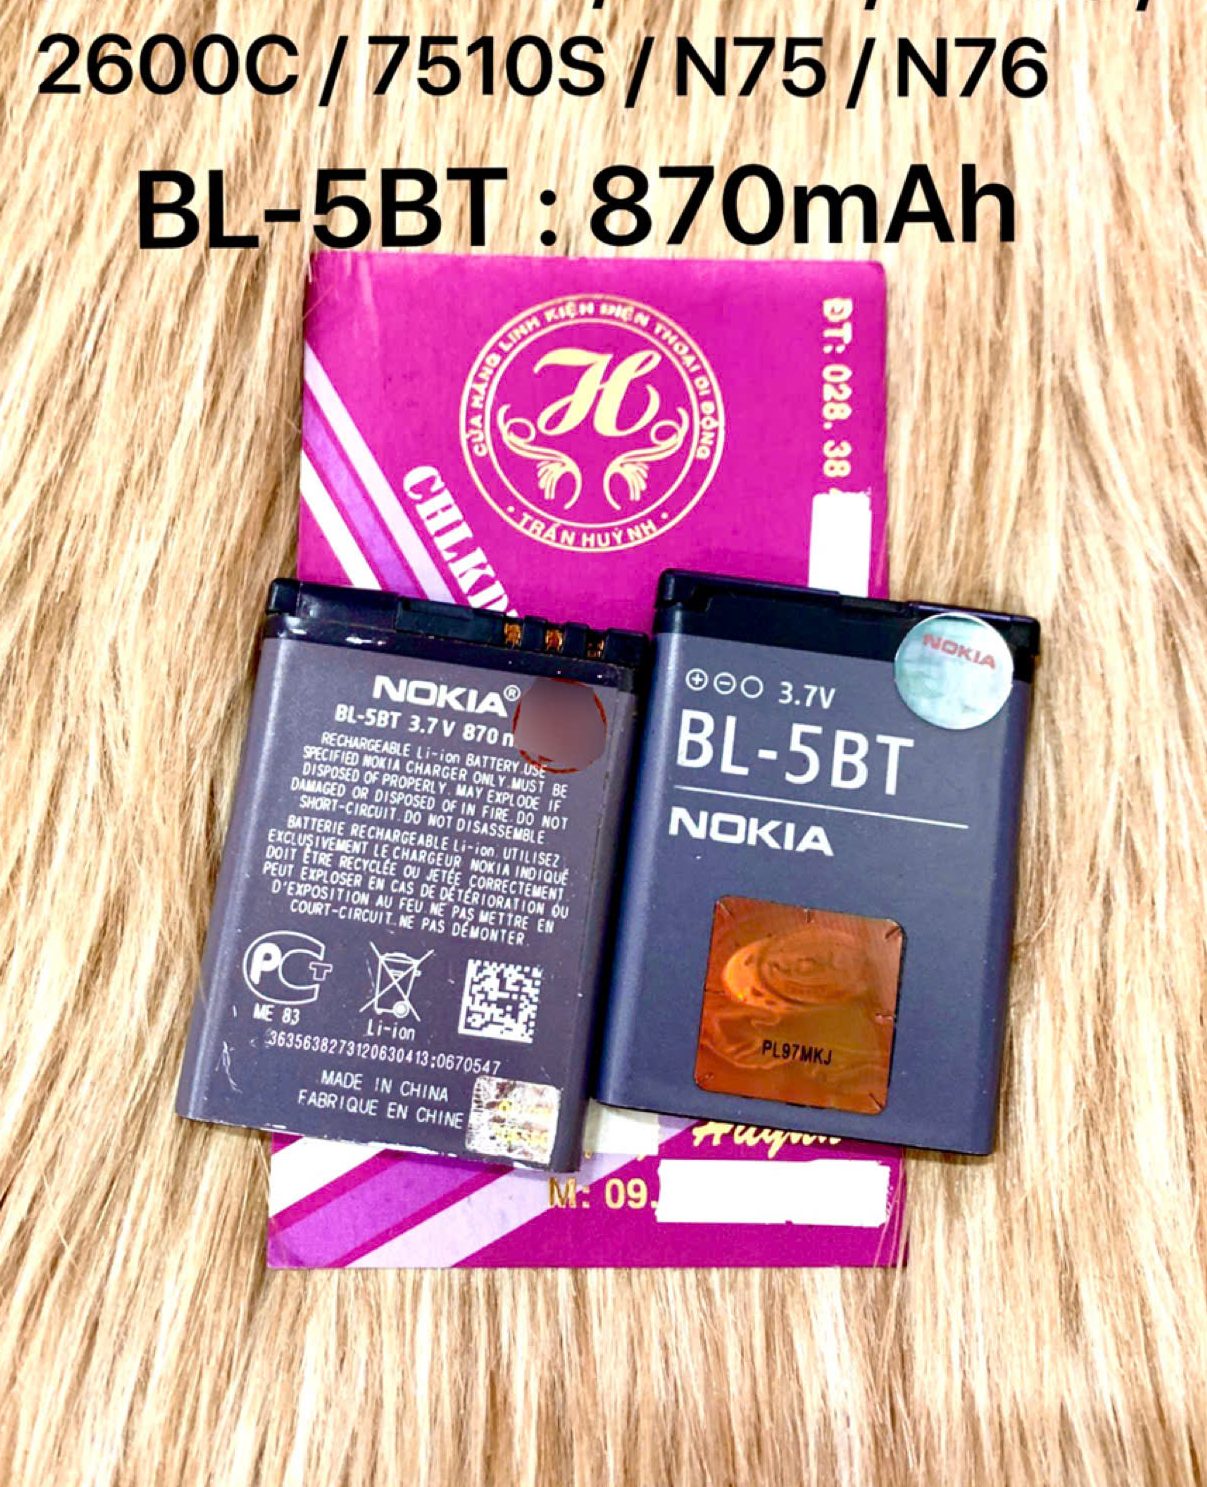 2600C / 7510S / N75 / N76
BL-5BT : 870mAh
CỬA HÀNG LINH KIỆN ĐIỆN THOẠI DI ĐỘNG
H
• TRẦN HUỲNH •
ĐT: 028. 38
CHLKD
NOKIA®
BL-5BT 3.7 V 870
RECHARGEABLE Li-ion BATTERY. USE
SPECIFIED NOKIA CHARGER ONLY. MUST BE
DISPOSED OF PROPERLY. MAY EXPLODE IF
DAMAGED OR DISPOSED OF IN FIRE. DO NOT
SHORT-CIRCUIT. DO NOT DISASSEMBLE
BATTERIE RECHARGEABLE Li-ion. UTILISEZ
EXCLUSIVEMENT LE CHARGEUR NOKIA INDIQUÉ
DOIT ÊTRE RECYCLÉE OU JETÉE CORRECTEMENT.
PEUT EXPLOSER EN CAS DE DÉTÉRIORATION OU
D'EXPOSITION AU FEU NE PAS METTRE EN
COURT-CIRCUIT. NE PAS DÉMONTER.
PCT
ME 83
Li-ion
3635638273120630413;0670547
MADE IN CHINA
FABRIQUE EN CHINE
NOKIA
+ - 3.7V
BL-5BT
NOKIA
NOKIA
PL97MKJ
Huỳnh
M: 09.